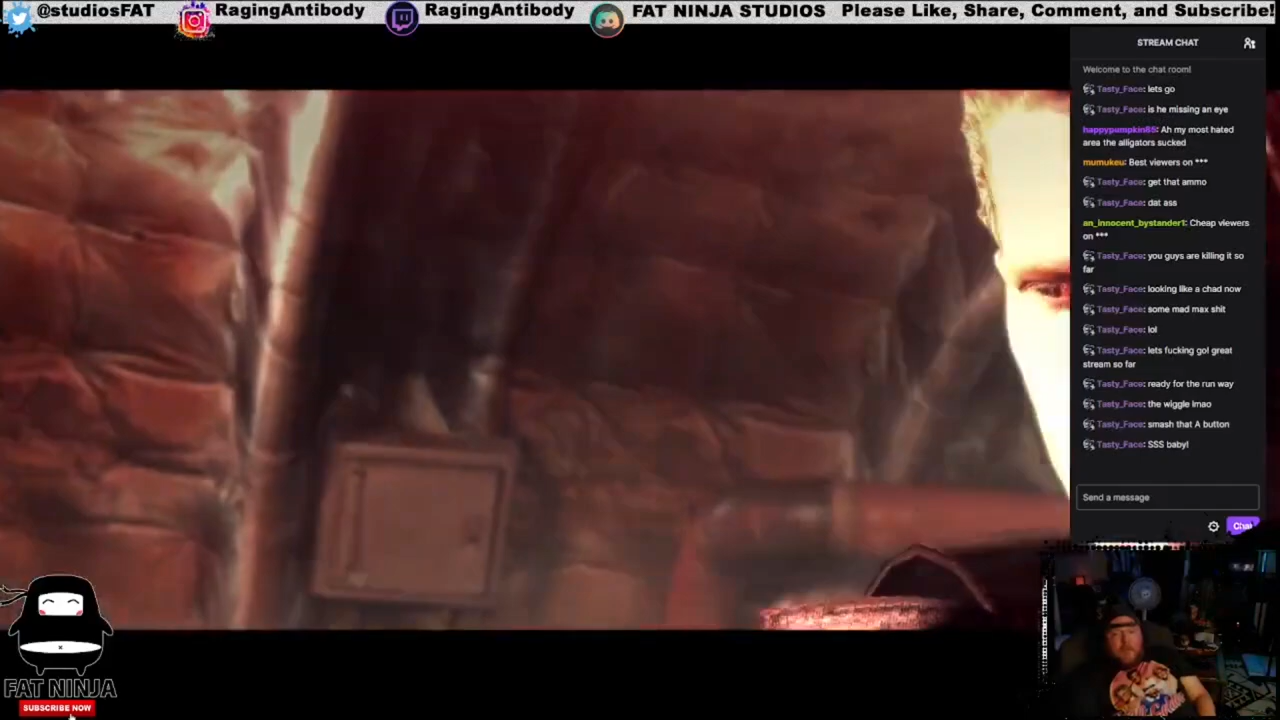 @studiosFAT RagingAntibody RagingAntibody FAT NINJA STUDIOS Please Like, Share, Comment, and Subscribe!
STREAM CHAT
Welcome to the chat room!
Tasty_Face: lets go
Tasty_Face: is he missing an eye
happypumpkin85: Ah my most hated
area the alligators sucked
mumukeu: Best viewers on ***
Tasty_Face: get that ammo
Tasty_Face: dat ass
an_innocent_bystander1: Cheap viewers
on ***
Tasty_Face: you guys are killing it so
far
Tasty_Face: looking like a chad now
Tasty_Face: some mad max shit
Tasty_Face: lol
Tasty_Face: lets fucking go! great
stream so far
Tasty_Face: ready for the run way
Tasty_Face: the wiggle lmao
Tasty_Face: smash that A button
Tasty_Face: SSS baby!
Send a message
Chat
FAT NINJA
SUBSCRIBE NOW